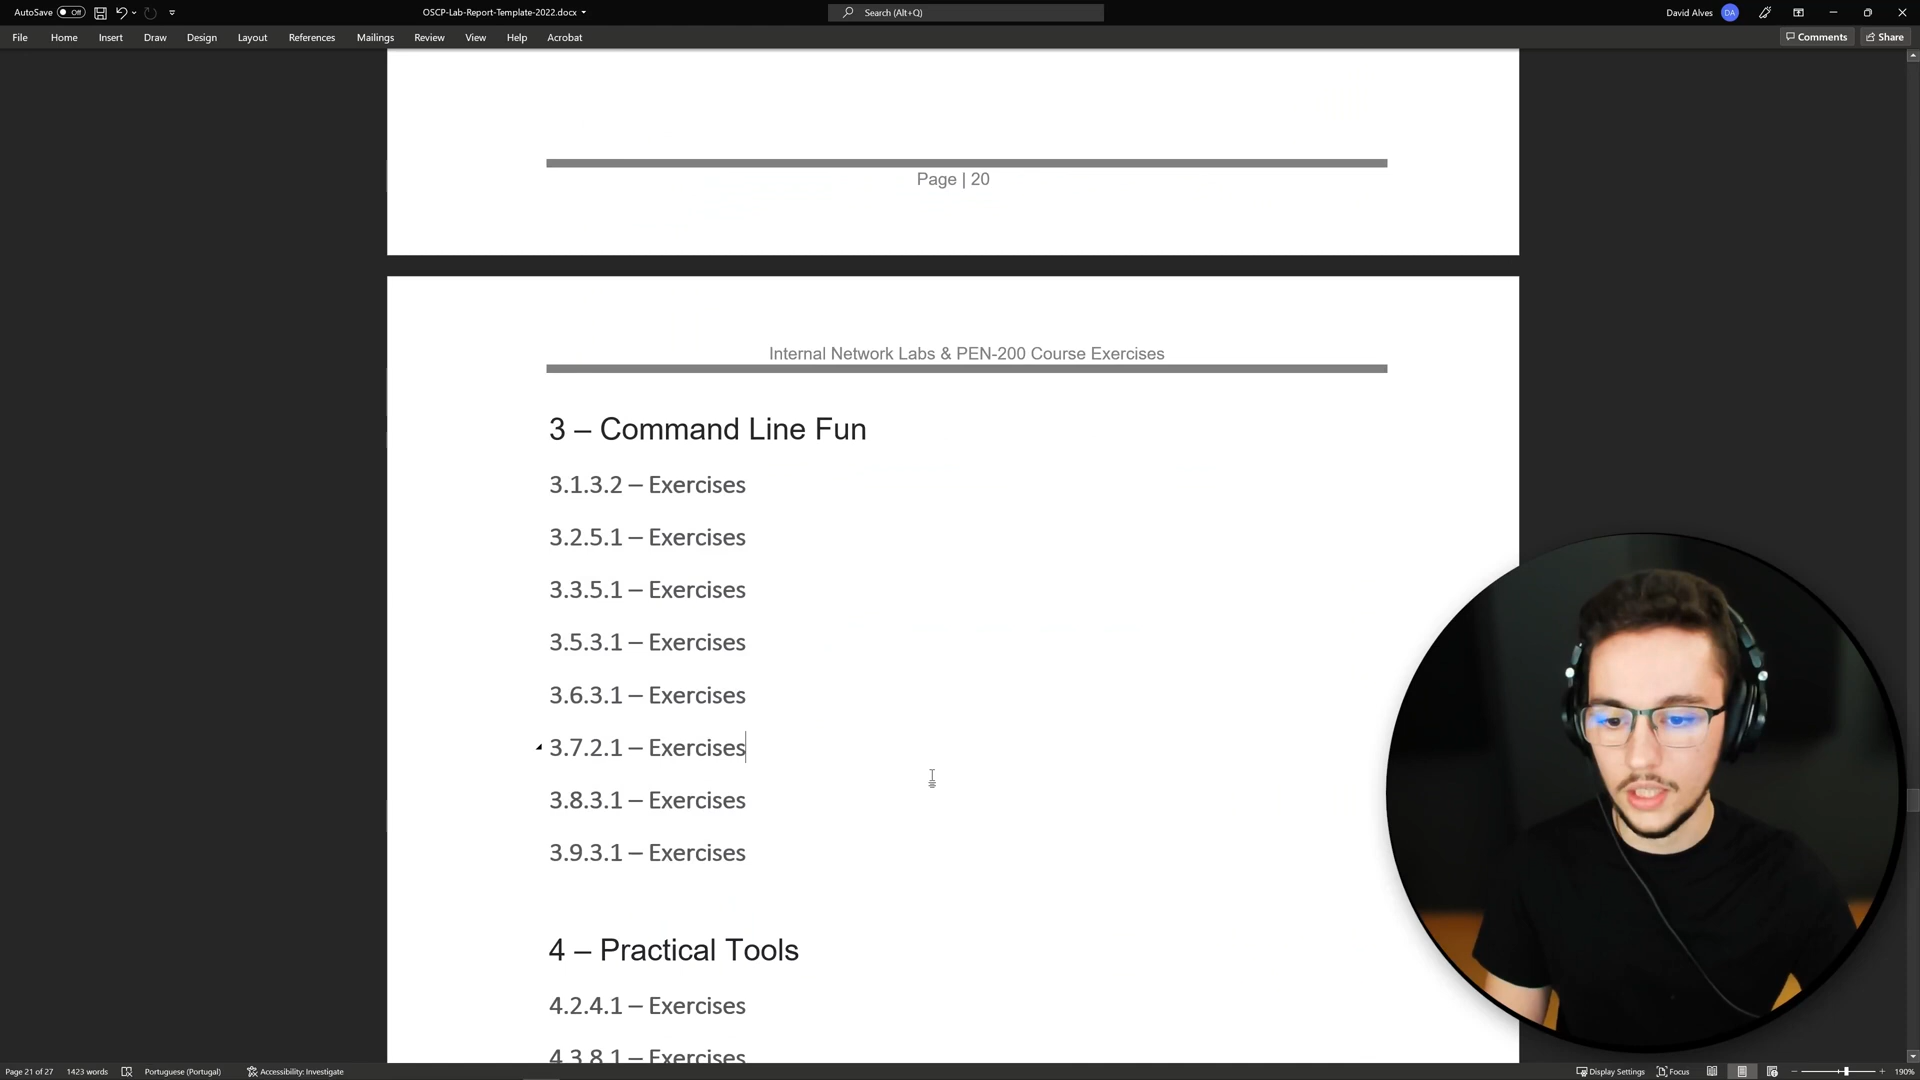 AutoSave Off
OSCP-Lab-Report-Template-2022.docx
Search (Alt+Q)
David Alves DA
File Home Insert Draw Design Layout References Mailings Review View Help Acrobat
Comments Share
Page | 20
Internal Network Labs & PEN-200 Course Exercises
3 – Command Line Fun
3.1.3.2 – Exercises
3.2.5.1 – Exercises
3.3.5.1 – Exercises
3.5.3.1 – Exercises
3.6.3.1 – Exercises
3.7.2.1 – Exercises
3.8.3.1 – Exercises
3.9.3.1 – Exercises
4 – Practical Tools
4.2.4.1 – Exercises
4.3.8.1 – Exercises
Page 21 of 27 1423 words Portuguese (Portugal) Accessibility: Investigate Display Settings Focus 190%